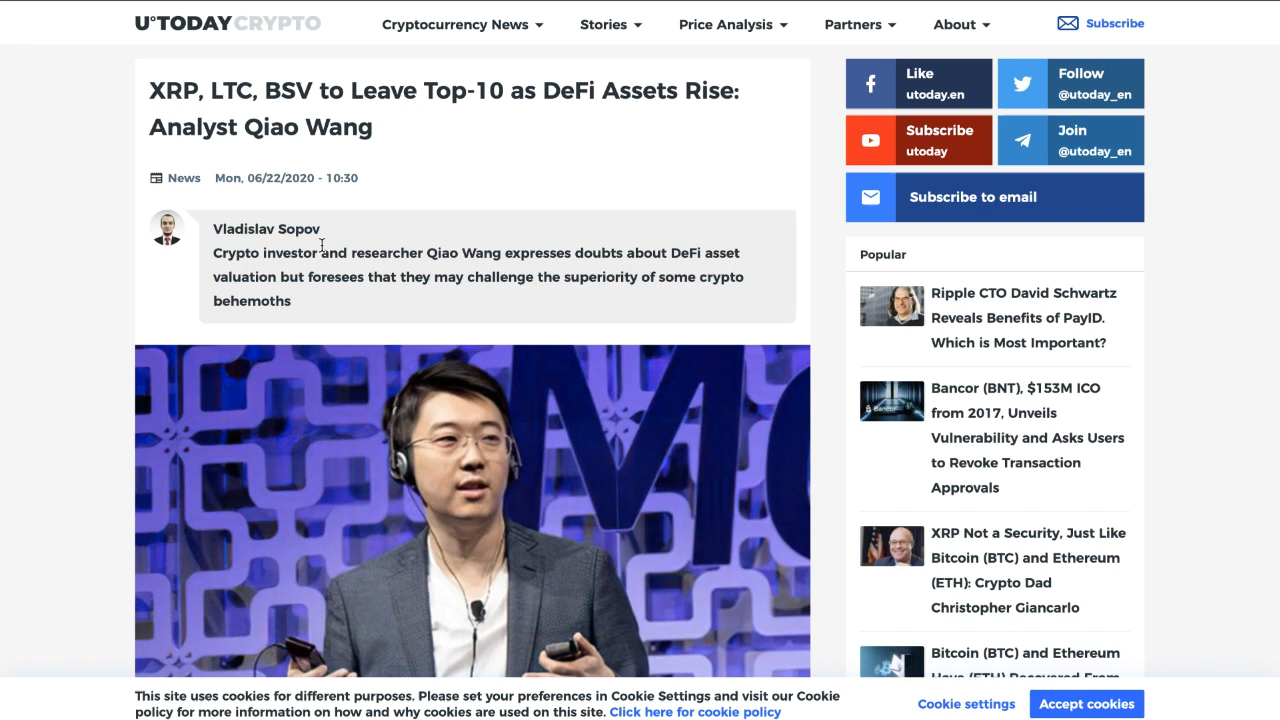 U°TODAY CRYPTO
Cryptocurrency News
Stories
Price Analysis
Partners
About
Subscribe
XRP, LTC, BSV to Leave Top-10 as DeFi Assets Rise:
Analyst Qiao Wang
News Mon, 06/22/2020 - 10:30
Vladislav Sopov
Crypto investor and researcher Qiao Wang expresses doubts about DeFi asset
valuation but foresees that they may challenge the superiority of some crypto
behemoths
Like
utoday.en
Follow
@utoday_en
Subscribe
utoday
Join
@utoday_en
Subscribe to email
Popular
Ripple CTO David Schwartz
Reveals Benefits of PayID.
Which is Most Important?
Bancor (BNT), $153M ICO
from 2017, Unveils
Vulnerability and Asks Users
to Revoke Transaction
Approvals
Bancor
XRP Not a Security, Just Like
Bitcoin (BTC) and Ethereum
(ETH): Crypto Dad
Christopher Giancarlo
Bitcoin (BTC) and Ethereum
Have (ETH) Recovered From
This site uses cookies for different purposes. Please set your preferences in Cookie Settings and visit our Cookie
policy for more information on how and why cookies are used on this site. Click here for cookie policy
Cookie settings
Accept cookies